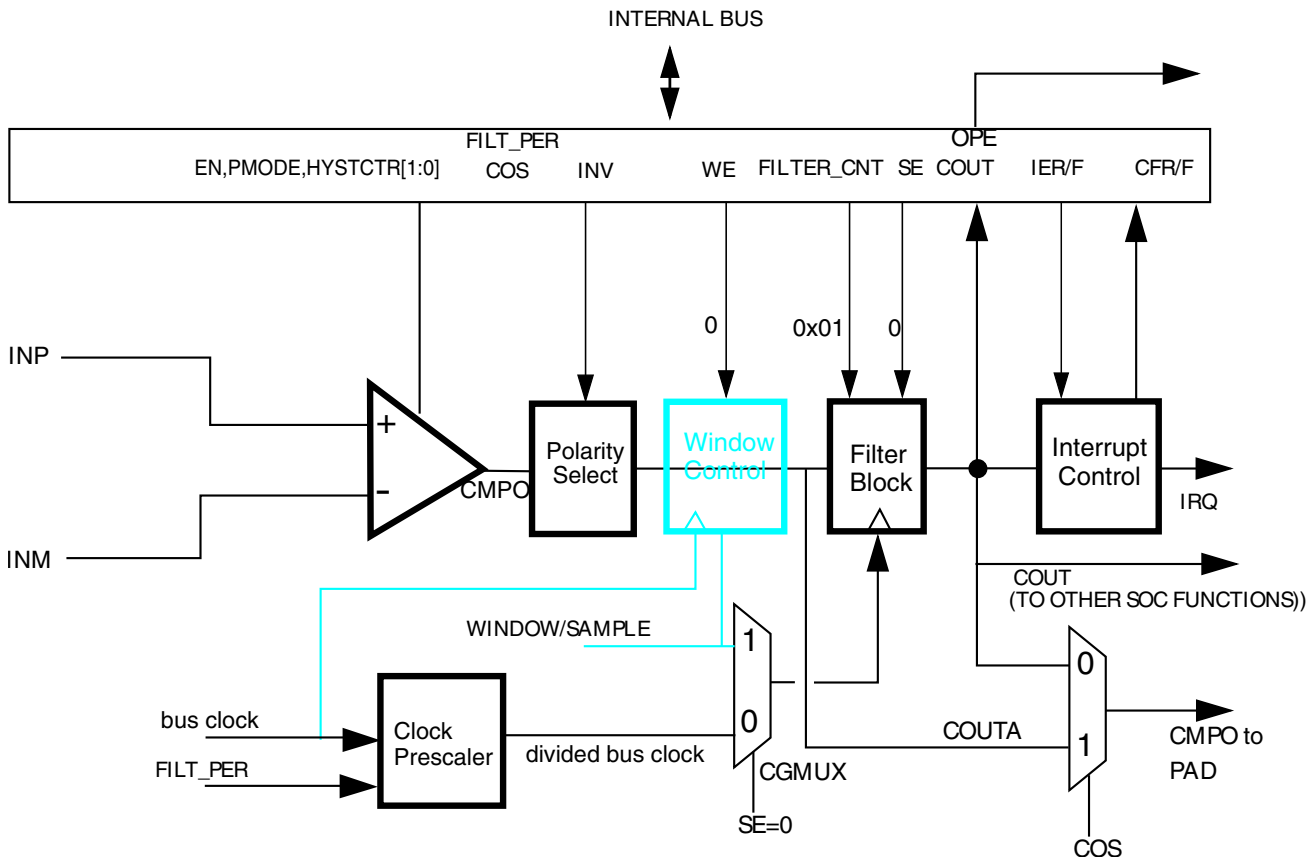 INTERNAL BUS
OPE
FILT_PER
EN,PMODE,HYSTCTR[1:0]
COS
INV
WE
FILTER_CNT
SE
COUT
IER/F
CFR/F
0
0x01
0
INP
+
-
INM
CMPO
Polarity
Select
Window
Control
Filter
Block
Interrupt
Control
IRQ
COUT
(TO OTHER SOC FUNCTIONS))
WINDOW/SAMPLE
1
0
bus clock
FILT_PER
Clock
Prescaler
divided bus clock
CGMUX
SE=0
COUTA
0
1
CMPO to
PAD
COS